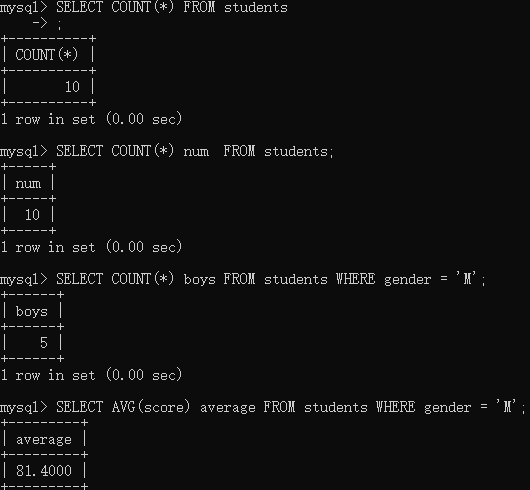 mysql> SELECT COUNT(*) FROM students
    -> ;
+----------+
| COUNT(*) |
+----------+
|       10 |
+----------+
1 row in set (0.00 sec)

mysql> SELECT COUNT(*) num  FROM students;
+-----+
| num |
+-----+
|  10 |
+-----+
1 row in set (0.00 sec)

mysql> SELECT COUNT(*) boys FROM students WHERE gender = 'M';
+------+
| boys |
+------+
|    5 |
+------+
1 row in set (0.00 sec)

mysql> SELECT AVG(score) average FROM students WHERE gender = 'M';
+---------+
| average |
+---------+
| 81.4000 |
+---------+